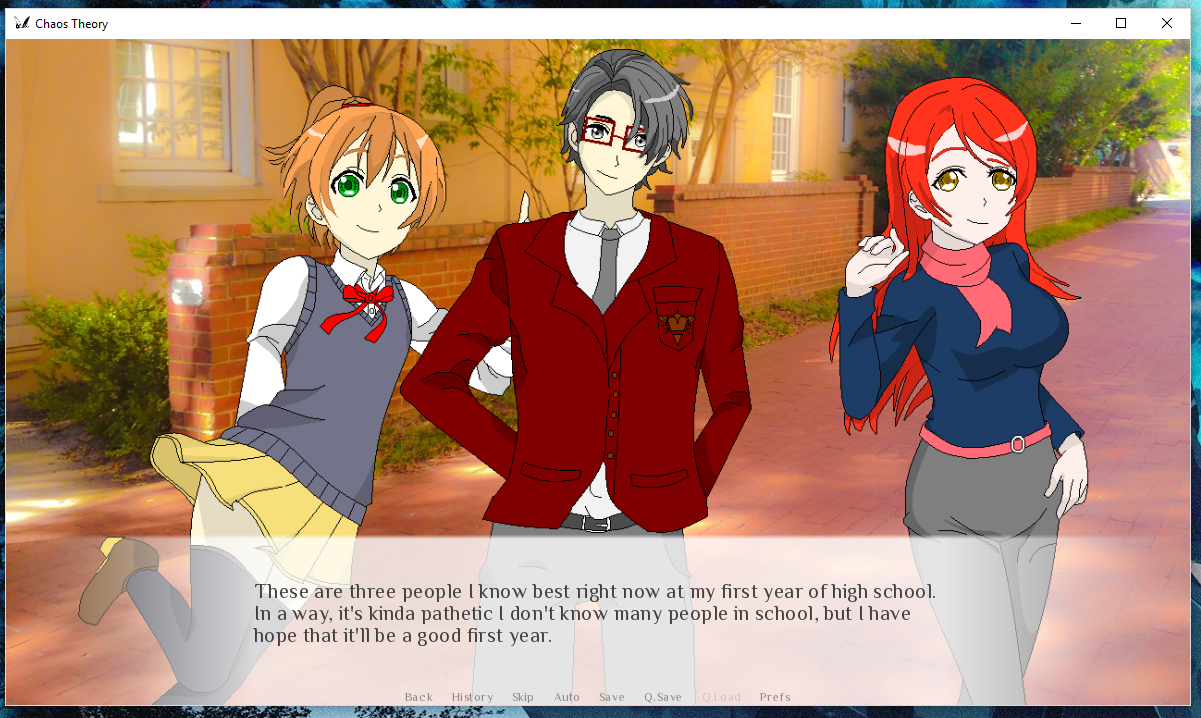 Chaos Theory
These are three people I know best right now at my first year of high school.
In a way, it's kinda pathetic I don't know many people in school, but I have
hope that it'll be a good first year.
Back History Skip Auto Save Q.Save Q.Load Prefs